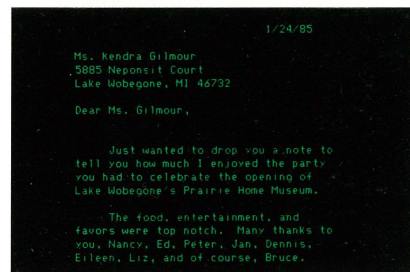 1/24/85
Ms. Kendra Gilmour
5885 Neponsit Court
Lake Wobegone, MI 46732
Dear Ms. Gilmour,
Just wanted to drop you a note to
tell you how much I enjoyed the party
you had to celebrate the opening of
Lake Wobegone's Prairie Home Museum.
The food, entertainment, and
favors were top notch. Many thanks to
you, Nancy, Ed, Peter, Jan, Dennis,
Eileen, Liz, and of course, Bruce.